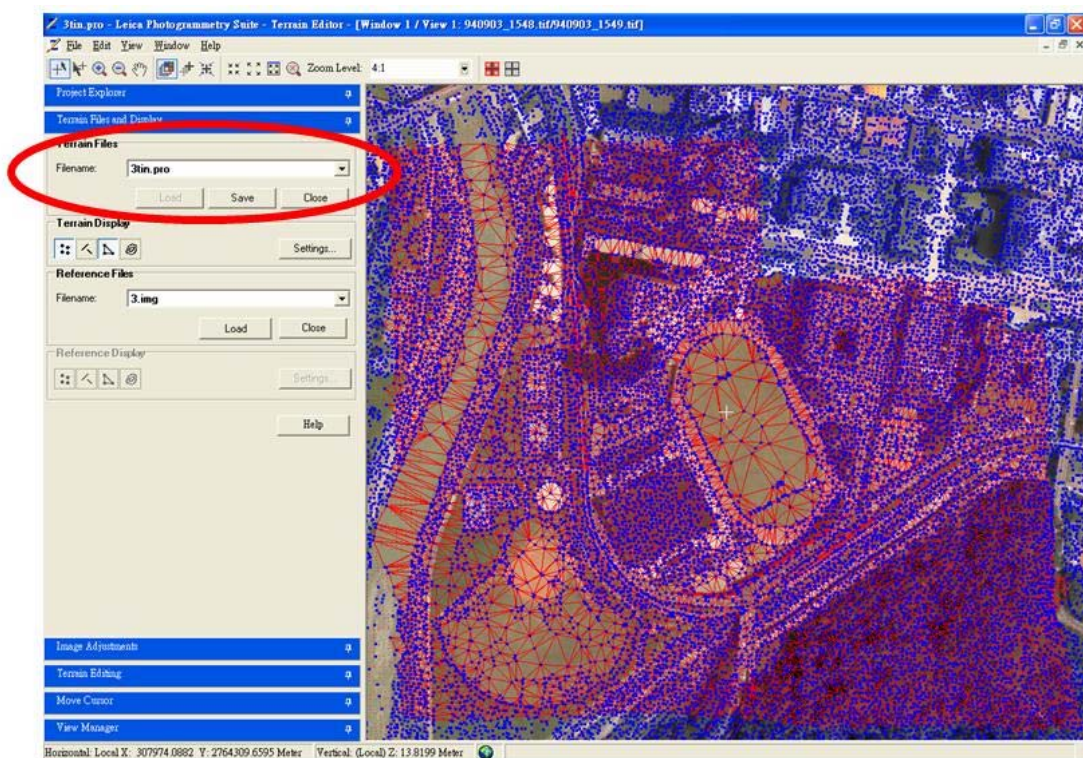 3tin.pro - Leica Photogrammetry Suite - Terrain Editor - [Window 1 / View 1: 940903_1548.tif/940903_1549.tif]
File Edit View Window Help
Zoom Level: 4:1
Project Explorer
Terrain Files and Display
Terrain Files
Filename: 3tin.pro
Load Save Close
Terrain Display
Settings...
Reference Files
Filename: 3.img
Load Close
Reference Display
Settings...
Help
Image Adjustments
Terrain Editing
Move Cursor
View Manager
Horizontal: Local X: 307974.0882 Y: 2764309.6595 Meter Vertical: (Local) Z: 13.8199 Meter